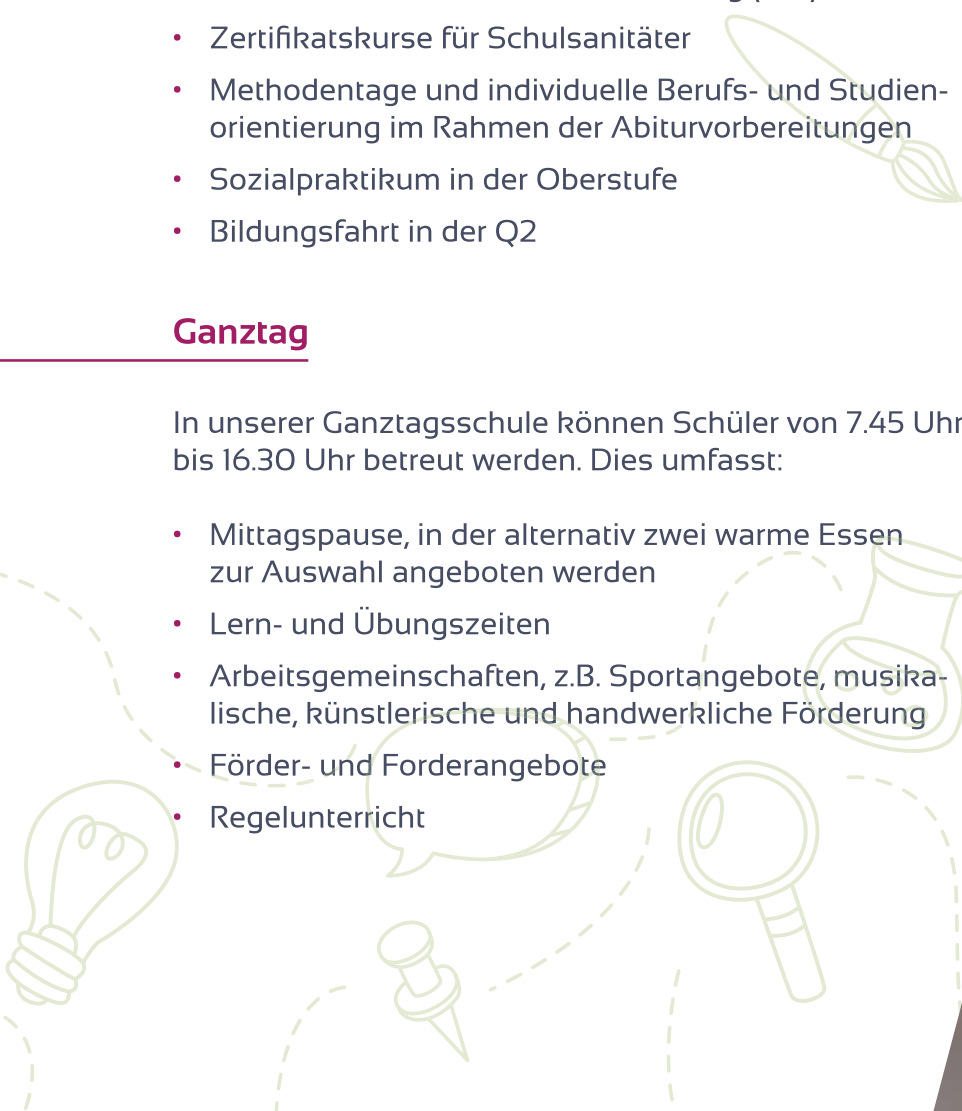 • Zertifikatskurse für Schulsanitäter
• Methodentage und individuelle Berufs- und Studien-
orientierung im Rahmen der Abiturvorbereitungen
• Sozialpraktikum in der Oberstufe
• Bildungsfahrt in der Q2
Ganztag
In unserer Ganztagsschule können Schüler von 7.45 Uhr
bis 16.30 Uhr betreut werden. Dies umfasst:
• Mittagspause, in der alternativ zwei warme Essen
zur Auswahl angeboten werden
• Lern- und Übungszeiten
• Arbeitsgemeinschaften, z.B. Sportangebote, musika-
lische, künstlerische und handwerkliche Förderung
• Förder- und Forderangebote
• Regelunterricht